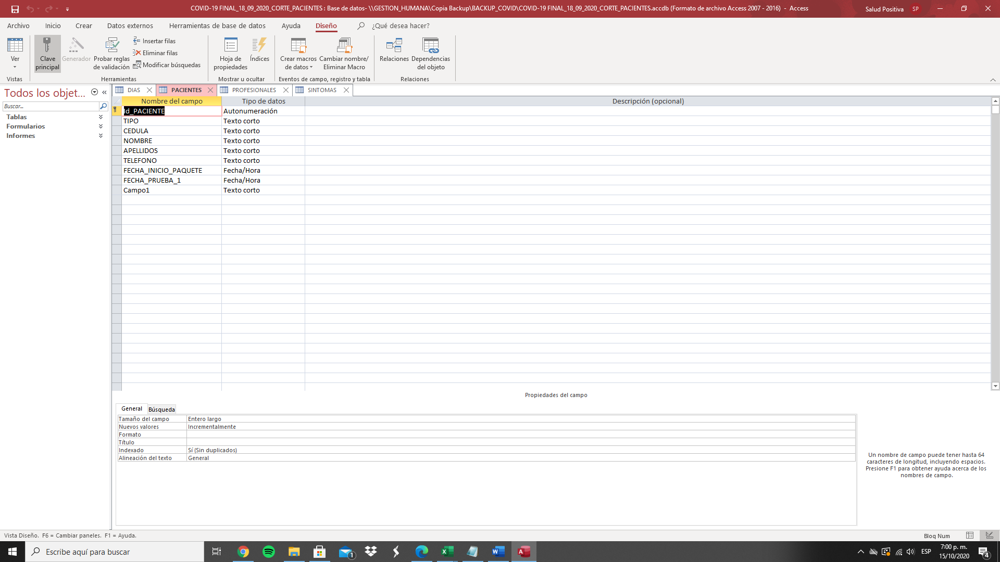 COVID-19 FINAL_18_09_2020_CORTE_PACIENTES : Base de datos- \\GESTION_HUMANA\Copia Backup\BACKUP_COVID\COVID-19 FINAL_18_09_2020_CORTE_PACIENTES.accdb (Formato de archivo Access 2007 - 2016) - Access
Salud Positiva SP
Archivo Inicio Crear Datos externos Herramientas de base de datos Ayuda Diseño ¿Qué desea hacer?
Ver
Clave principal
Generador
Probar reglas de validación
Insertar filas
Eliminar filas
Modificar búsquedas
Hoja de propiedades
Índices
Crear macros de datos
Cambiar nombre/ Eliminar Macro
Relaciones
Dependencias del objeto
Vistas Herramientas Mostrar u ocultar Eventos de campo, registro y tabla Relaciones
Todos los objet... «
Buscar...
Tablas
Formularios
Informes
DIAS PACIENTES PROFESIONALES SINTOMAS
Nombre del campo Tipo de datos Descripción (opcional)
Id_PACIENTE Autonumeración
TIPO Texto corto
CEDULA Texto corto
NOMBRE Texto corto
APELLIDOS Texto corto
TELEFONO Texto corto
FECHA_INICIO_PAQUETE Fecha/Hora
FECHA_PRUEBA_1 Fecha/Hora
Campo1 Texto corto
Propiedades del campo
General Búsqueda
Tamaño del campo Entero largo
Nuevos valores Incrementalmente
Formato
Título
Indexado Sí (Sin duplicados)
Alineación del texto General
Un nombre de campo puede tener hasta 64
caracteres de longitud, incluyendo espacios.
Presione F1 para obtener ayuda acerca de los
nombres de campo.
Vista Diseño. F6 = Cambiar paneles. F1 = Ayuda.
Bloq Num
Escribe aquí para buscar
1
ESP
7:00 p. m.
15/10/2020
4